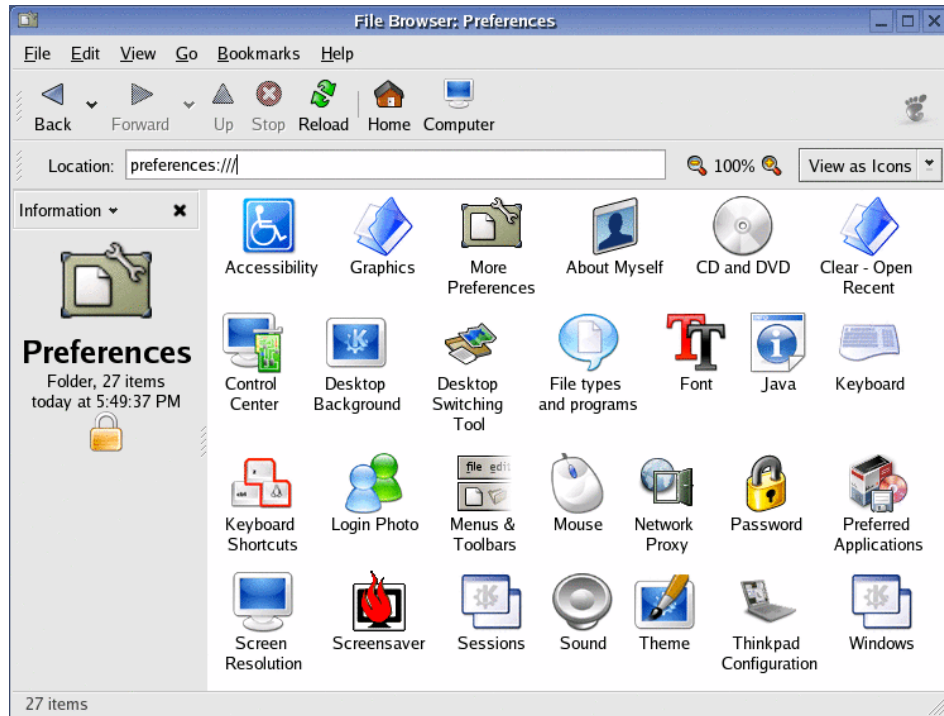 File Browser: Preferences
File Edit View Go Bookmarks Help
Back Forward Up Stop Reload Home Computer
Location: preferences:/// 100% View as Icons
Information
Preferences
Folder, 27 items
today at 5:49:37 PM
Accessibility Graphics More Preferences About Myself CD and DVD Clear - Open Recent
Control Center Desktop Background Desktop Switching Tool File types and programs Font Java Keyboard
Keyboard Shortcuts Login Photo Menus & Toolbars Mouse Network Proxy Password Preferred Applications
Screen Resolution Screensaver Sessions Sound Theme Thinkpad Configuration Windows
27 items